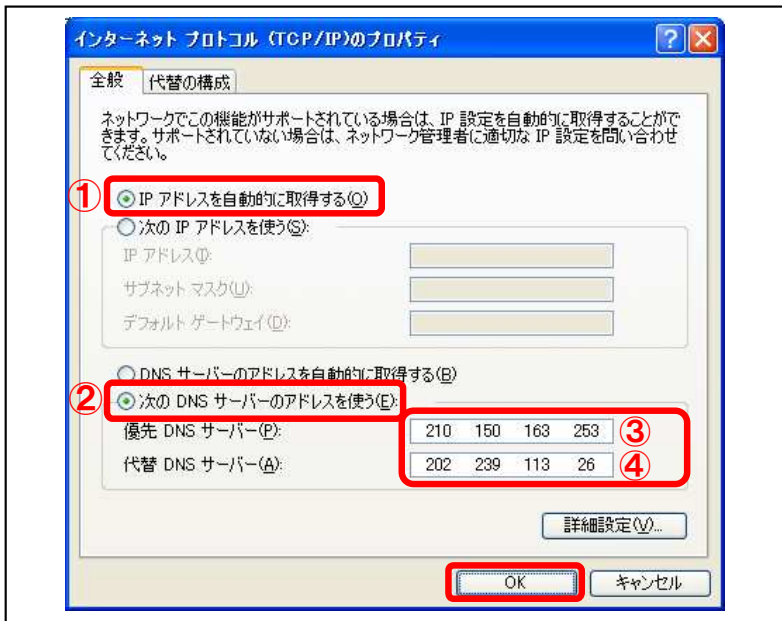 インターネット プロトコル (TCP/IP)のプロパティ
全般 代替の構成
ネットワークでこの機能がサポートされている場合は、IP 設定を自動的に取得することがで
きます。サポートされていない場合は、ネットワーク管理者に適切な IP 設定を問い合わせ
てください。
① IP アドレスを自動的に取得する(O)
次の IP アドレスを使う(S):
IP アドレス(I):
サブネット マスク(U):
デフォルト ゲートウェイ(D):
DNS サーバーのアドレスを自動的に取得する(B)
② 次の DNS サーバーのアドレスを使う(E):
優先 DNS サーバー(P): 210 150 163 253 ③
代替 DNS サーバー(A): 202 239 113 26 ④
詳細設定(V)...
OK キャンセル